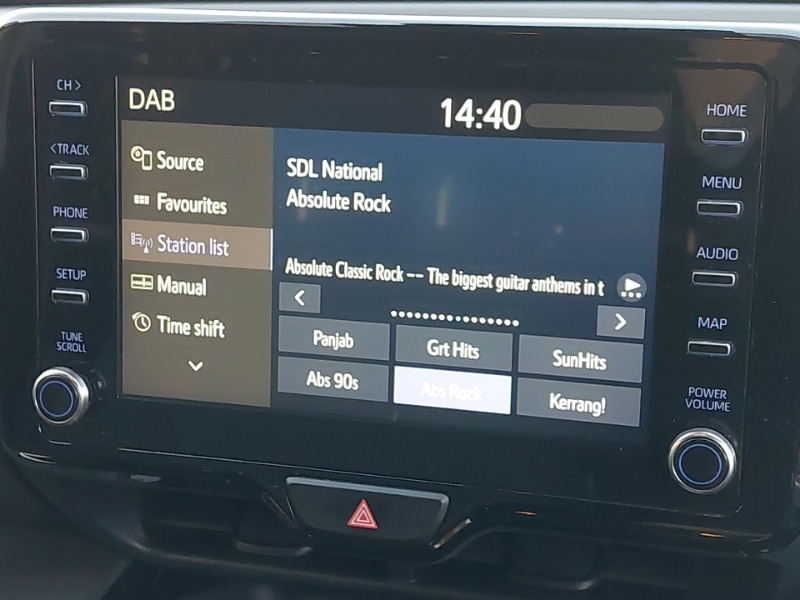 CH >
< TRACK
PHONE
SETUP
TUNE
SCROLL
DAB
14:40
Source
Favourites
Station list
Manual
Time shift
SDL National
Absolute Rock
Absolute Classic Rock -- The biggest guitar anthems in t
Panjab
Grt Hits
SunHits
Abs 90s
Abs Rock
Kerrang!
HOME
MENU
AUDIO
MAP
POWER
VOLUME